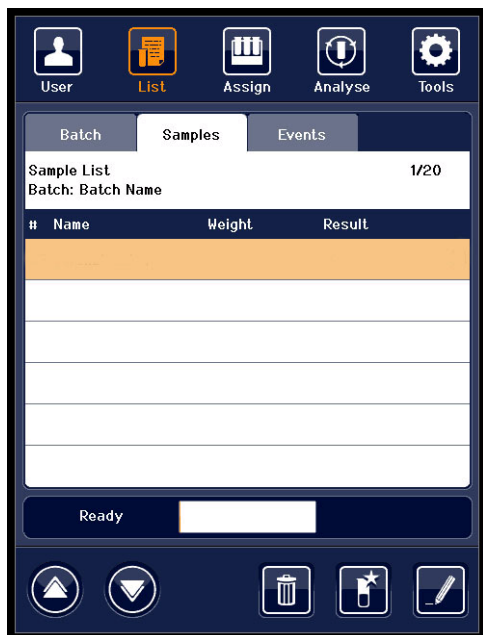 User List Assign Analyse Tools
Batch Samples Events
Sample List 1/20
Batch: Batch Name
# Name Weight Result
Ready